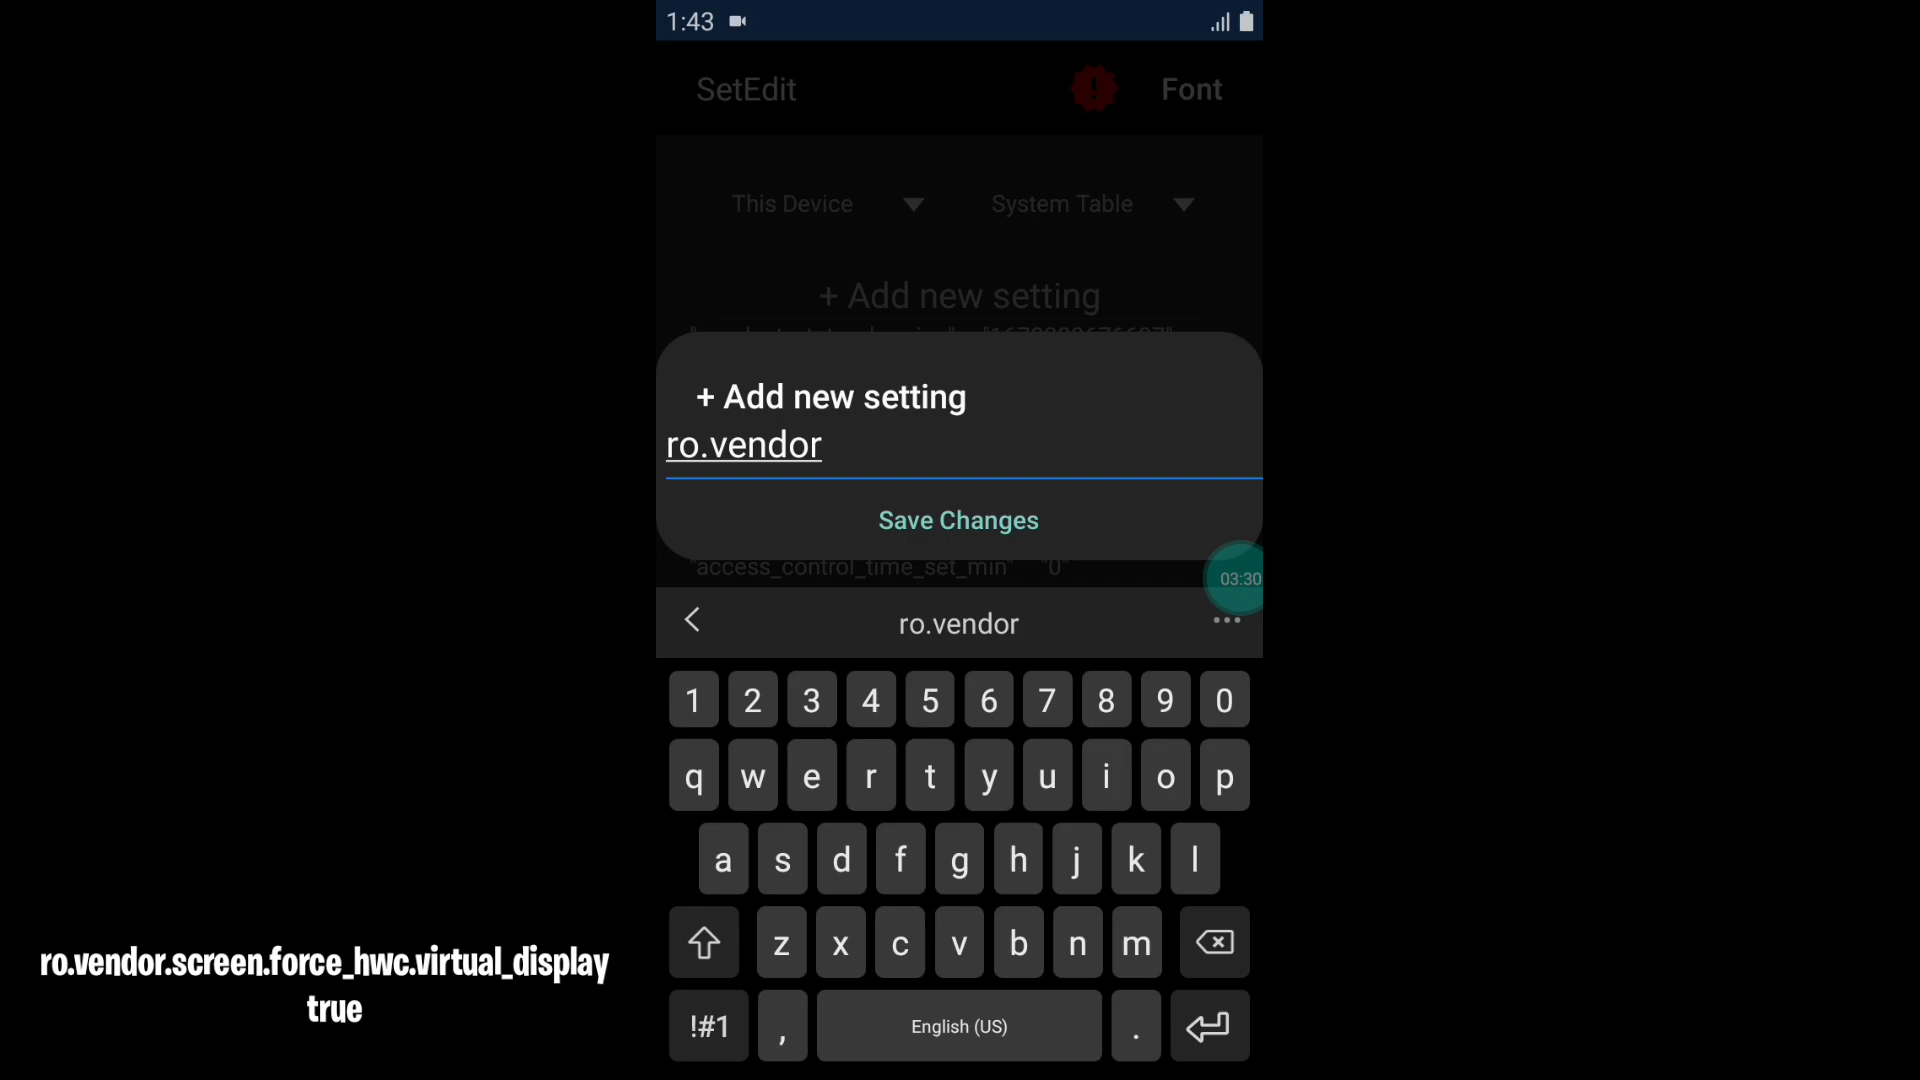 1:43
SetEdit
Font
This Device
System Table
+ Add new setting
+ Add new setting
ro.vendor
Save Changes
"access_control_time_set_min" "0"
03:30
ro.vendor
1 2 3 4 5 6 7 8 9 0
q w e r t y u i o p
a s d f g h j k l
z x c v b n m
!#1 , English (US) .
ro.vendor.screen.force_hwc.virtual_display
true